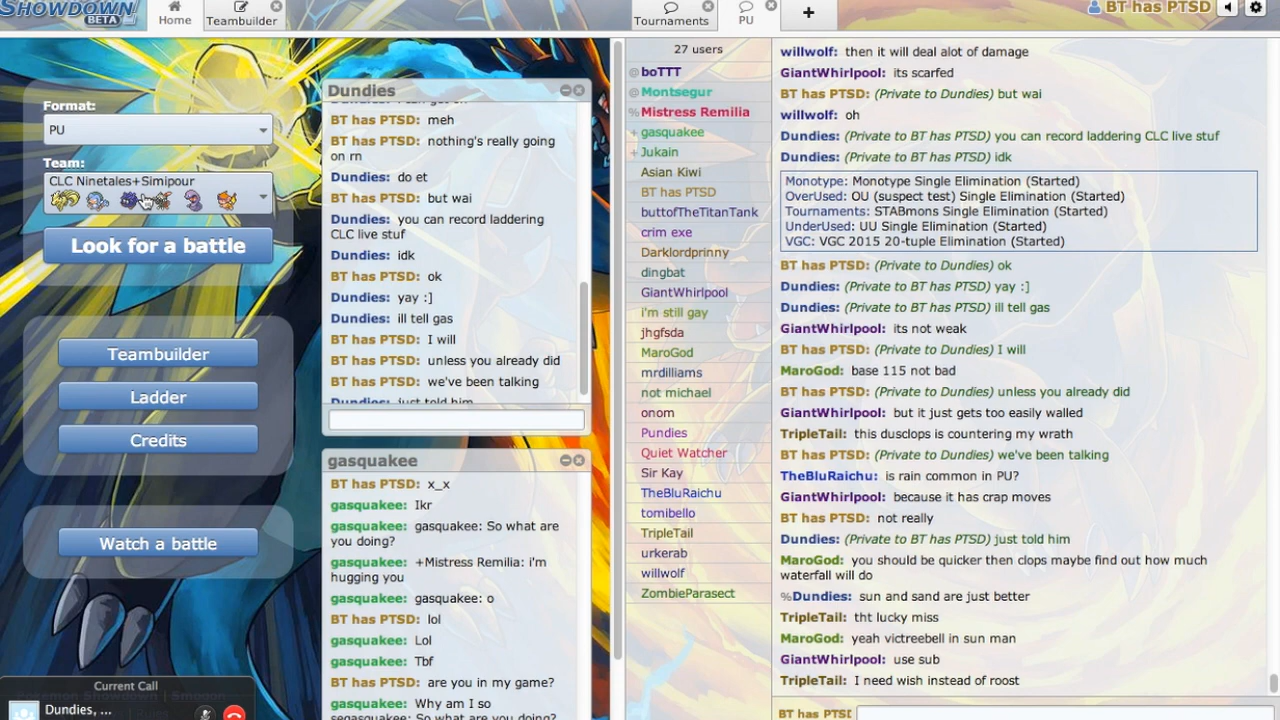 SHOWDOWN
BETA
Home
Teambuilder
Tournaments
PU
+
BT has PTSD
Format:
PU
Team:
CLC Ninetales+Simipour
Look for a battle
Teambuilder
Ladder
Credits
Watch a battle
Current Call
Dundies, ...
Dundies
BT has PTSD: meh
BT has PTSD: nothing's really going
on rn
Dundies: do et
BT has PTSD: but wai
Dundies: you can record laddering
CLC live stuf
Dundies: idk
BT has PTSD: ok
Dundies: yay :]
Dundies: ill tell gas
BT has PTSD: I will
BT has PTSD: unless you already did
BT has PTSD: we've been talking
Dundies: just told him
gasquakee
BT has PTSD: x_x
gasquakee: Ikr
gasquakee: gasquakee: So what are
you doing?
gasquakee: +Mistress Remilia: i'm
hugging you
gasquakee: gasquakee: o
BT has PTSD: lol
gasquakee: Lol
gasquakee: Tbf
BT has PTSD: are you in my game?
gasquakee: Why am I so
segasquakee: So what are you doing?
27 users
@boTTT
@Montsegur
%Mistress Remilia
+gasquakee
+Jukain
Asian Kiwi
BT has PTSD
buttofTheTitanTank
crim exe
Darklordprinny
dingbat
GiantWhirlpool
i'm still gay
jhgfsda
MaroGod
mrdilliams
not michael
onom
Pundies
Quiet Watcher
Sir Kay
TheBluRaichu
tomibello
TripleTail
urkerab
willwolf
ZombieParasect
willwolf: then it will deal alot of damage
GiantWhirlpool: its scarfed
BT has PTSD: (Private to Dundies) but wai
willwolf: oh
Dundies: (Private to BT has PTSD) you can record laddering CLC live stuf
Dundies: (Private to BT has PTSD) idk
Monotype: Monotype Single Elimination (Started)
OverUsed: OU (suspect test) Single Elimination (Started)
Tournaments: STABmons Single Elimination (Started)
UnderUsed: UU Single Elimination (Started)
VGC: VGC 2015 20-tuple Elimination (Started)
BT has PTSD: (Private to Dundies) ok
Dundies: (Private to BT has PTSD) yay :]
Dundies: (Private to BT has PTSD) ill tell gas
GiantWhirlpool: its not weak
BT has PTSD: (Private to Dundies) I will
MaroGod: base 115 not bad
BT has PTSD: (Private to Dundies) unless you already did
GiantWhirlpool: but it just gets too easily walled
TripleTail: this dusclops is countering my wrath
BT has PTSD: (Private to Dundies) we've been talking
TheBluRaichu: is rain common in PU?
GiantWhirlpool: because it has crap moves
BT has PTSD: not really
Dundies: (Private to BT has PTSD) just told him
MaroGod: you should be quicker then clops maybe find out how much
waterfall will do
%Dundies: sun and sand are just better
TripleTail: tht lucky miss
MaroGod: yeah victreebell in sun man
GiantWhirlpool: use sub
TripleTail: I need wish instead of roost
BT has PTSD